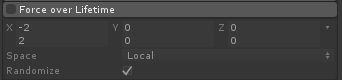 Force over Lifetime
X -2 Y 0 Z 0
2 0 0
Space Local
Randomize